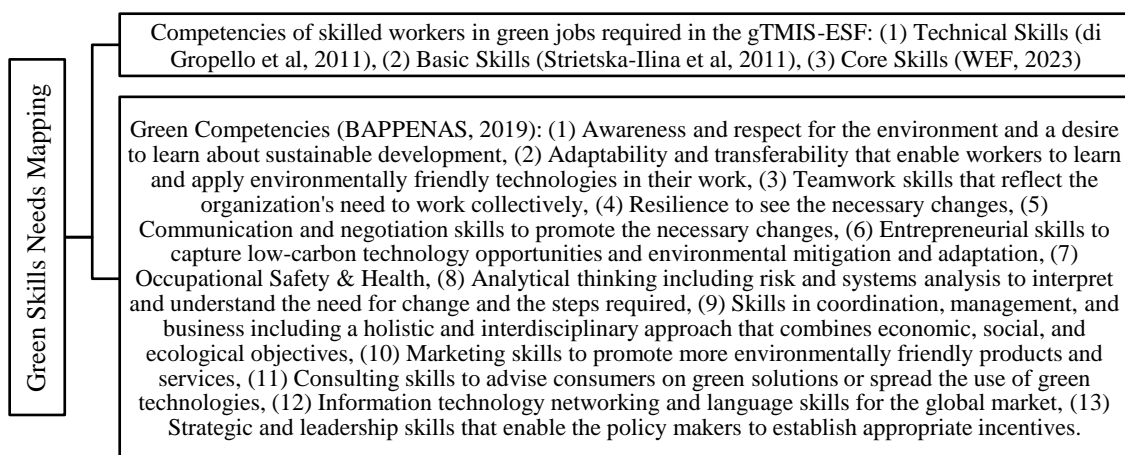 Green Skills Needs Mapping
Competencies of skilled workers in green jobs required in the gTMIS-ESF: (1) Technical Skills (di
Gropello et al, 2011), (2) Basic Skills (Strietska-Ilina et al, 2011), (3) Core Skills (WEF, 2023)
Green Competencies (BAPPENAS, 2019): (1) Awareness and respect for the environment and a desire
to learn about sustainable development, (2) Adaptability and transferability that enable workers to learn
and apply environmentally friendly technologies in their work, (3) Teamwork skills that reflect the
organization's need to work collectively, (4) Resilience to see the necessary changes, (5)
Communication and negotiation skills to promote the necessary changes, (6) Entrepreneurial skills to
capture low-carbon technology opportunities and environmental mitigation and adaptation, (7)
Occupational Safety & Health, (8) Analytical thinking including risk and systems analysis to interpret
and understand the need for change and the steps required, (9) Skills in coordination, management, and
business including a holistic and interdisciplinary approach that combines economic, social, and
ecological objectives, (10) Marketing skills to promote more environmentally friendly products and
services, (11) Consulting skills to advise consumers on green solutions or spread the use of green
technologies, (12) Information technology networking and language skills for the global market, (13)
Strategic and leadership skills that enable the policy makers to establish appropriate incentives.